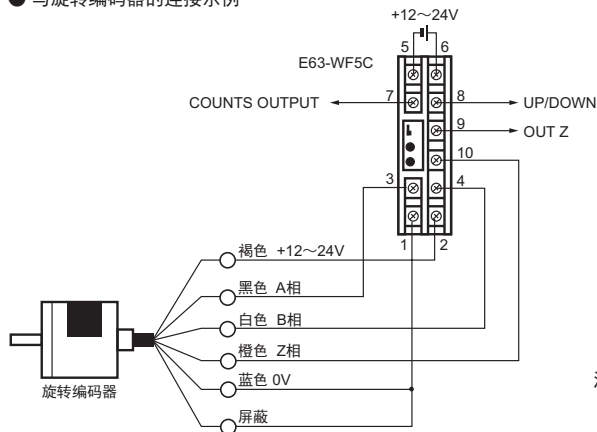 与旋转编码器的连接示例
+12～24V
5 6
E63-WF5C
COUNTS OUTPUT 7 8 UP/DOWN
9 OUT Z
10
3 4
1 2
褐色 +12～24V
黑色 A相
白色 B相
橙色 Z相
蓝色 0V
屏蔽
旋转编码器